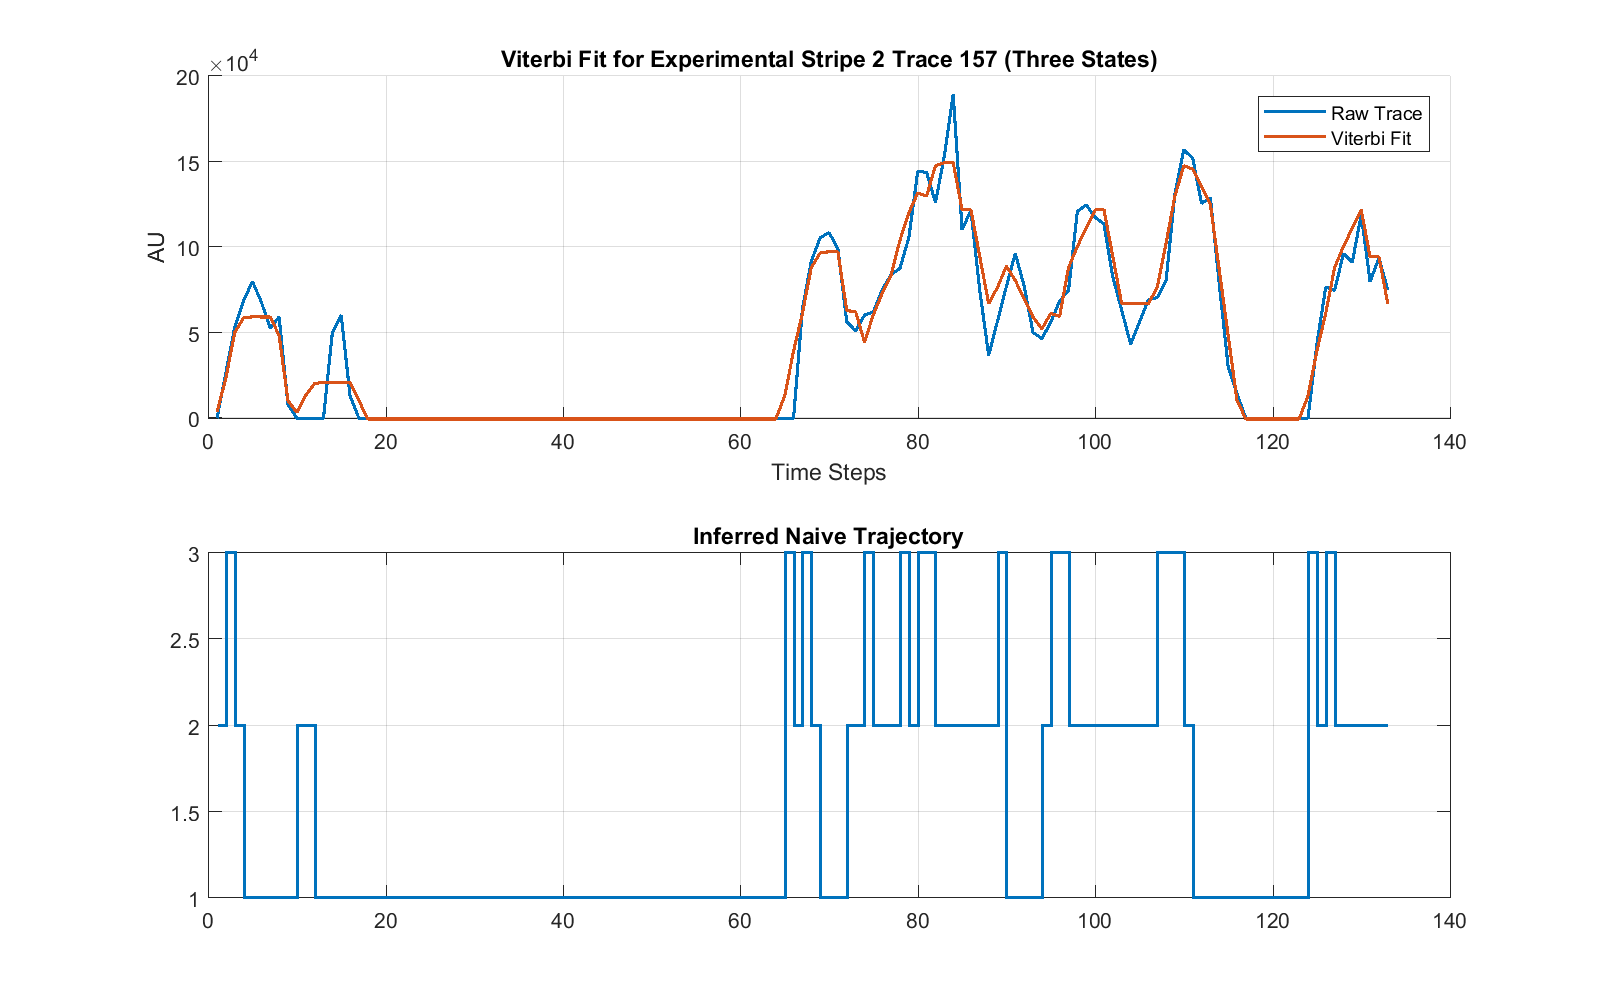 Viterbi Fit for Experimental Stripe 2 Trace 157 (Three States)
×10⁴
20
15
10
5
0
AU
Raw Trace
Viterbi Fit
0 20 40 60 80 100 120 140
Time Steps
Inferred Naive Trajectory
3
2.5
2
1.5
1
0 20 40 60 80 100 120 140